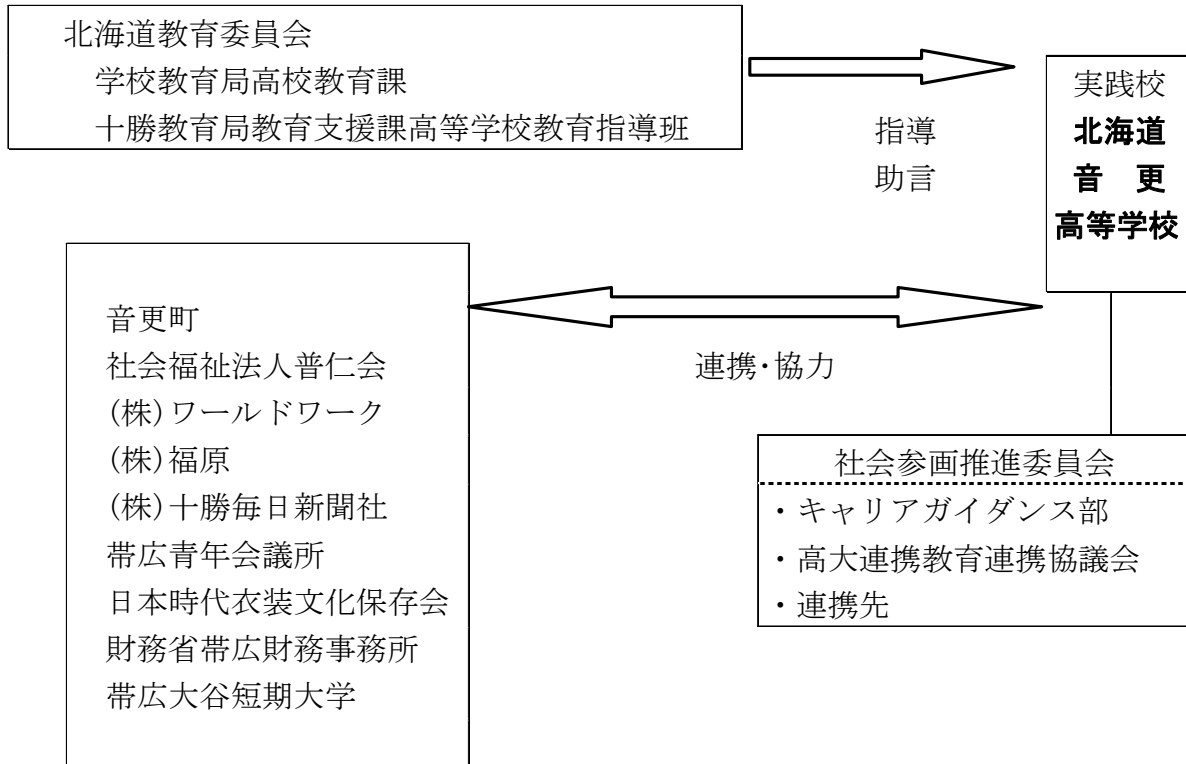 北海道教育委員会
学校教育局高校教育課
十勝教育局教育支援課高等学校教育指導班
指導
助言
実践校
北海道
音　更
高等学校
音更町
社会福祉法人普仁会
(株)ワールドワーク
(株)福原
(株)十勝毎日新聞社
帯広青年会議所
日本時代衣装文化保存会
財務省帯広財務事務所
帯広大谷短期大学
連携・協力
社会参画推進委員会
・キャリアガイダンス部
・高大連携教育連携協議会
・連携先